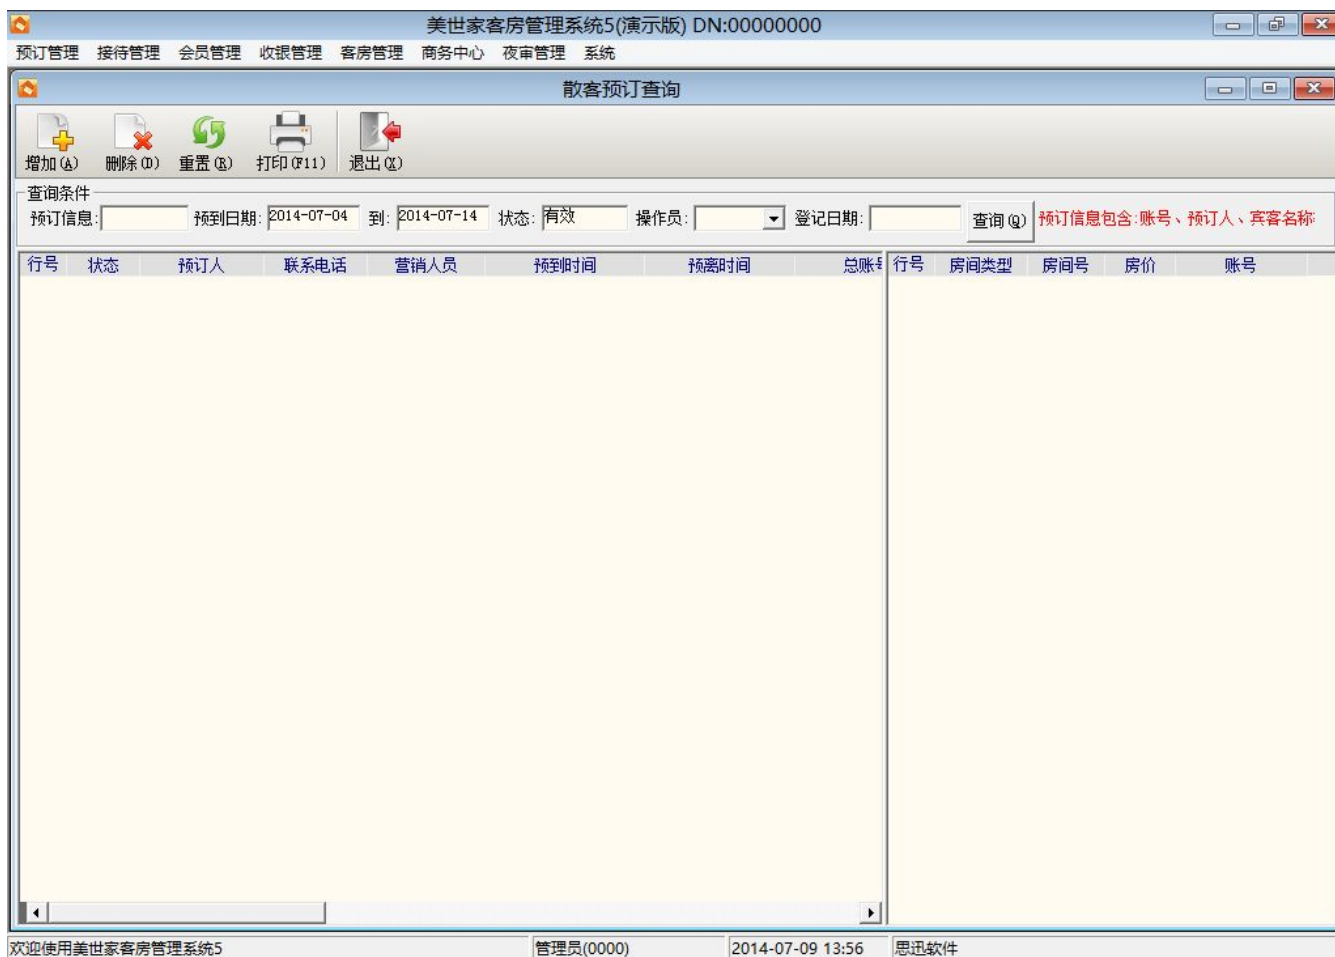 美世家客房管理系统5(演示版) DN:00000000
预订管理 接待管理 会员管理 收银管理 客房管理 商务中心 夜审管理 系统
散客预订查询
增加(A) 删除(D) 重置(R) 打印(F11) 退出(X)
查询条件
预订信息: 预到日期: 2014-07-04 到: 2014-07-14 状态: 有效 操作员: 登记日期: 查询(Q) 预订信息包含:账号、预订人、宾客名称
行号 状态 预订人 联系电话 营销人员 预到时间 预离时间 总账号 行号 房间类型 房间号 房价 账号
欢迎使用美世家客房管理系统5 管理员(0000) 2014-07-09 13:56 思迅软件